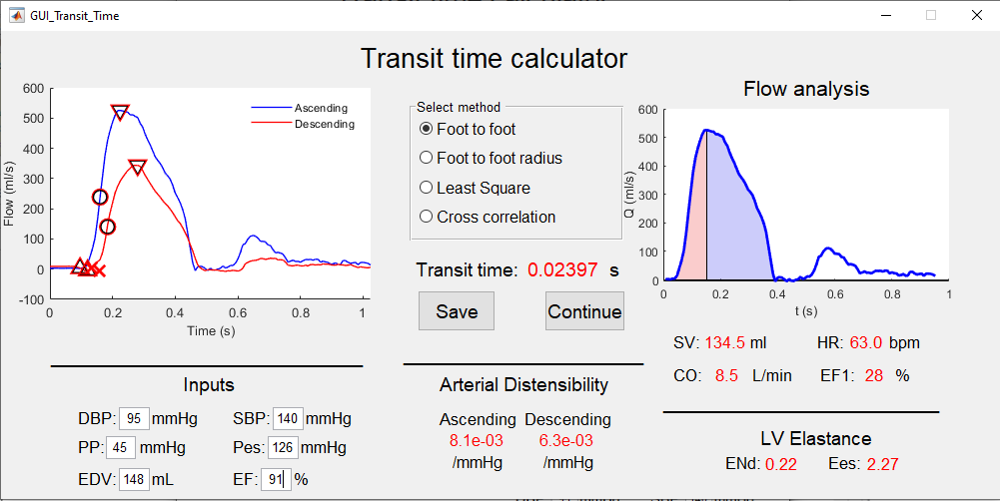 GUI_Transit_Time
Transit time calculator
600
500
400
300
200
100
0
-100
Flow (ml/s)
0 0.2 0.4 0.6 0.8 1
Time (s)
Ascending
Descending
Select method
Foot to foot
Foot to foot radius
Least Square
Cross correlation
Transit time: 0.02397 s
Save Continue
Flow analysis
600
500
400
300
200
100
0
Q (ml/s)
0 0.2 0.4 0.6 0.8 1
t (s)
SV: 134.5 ml HR: 63.0 bpm
CO: 8.5 L/min EF1: 28 %
Inputs
DBP: 95 mmHg SBP: 140 mmHg
PP: 45 mmHg Pes: 126 mmHg
EDV: 148 mL EF: 91 %
Arterial Distensibility
Ascending Descending
8.1e-03 6.3e-03
/mmHg /mmHg
LV Elastance
ENd: 0.22 Ees: 2.27